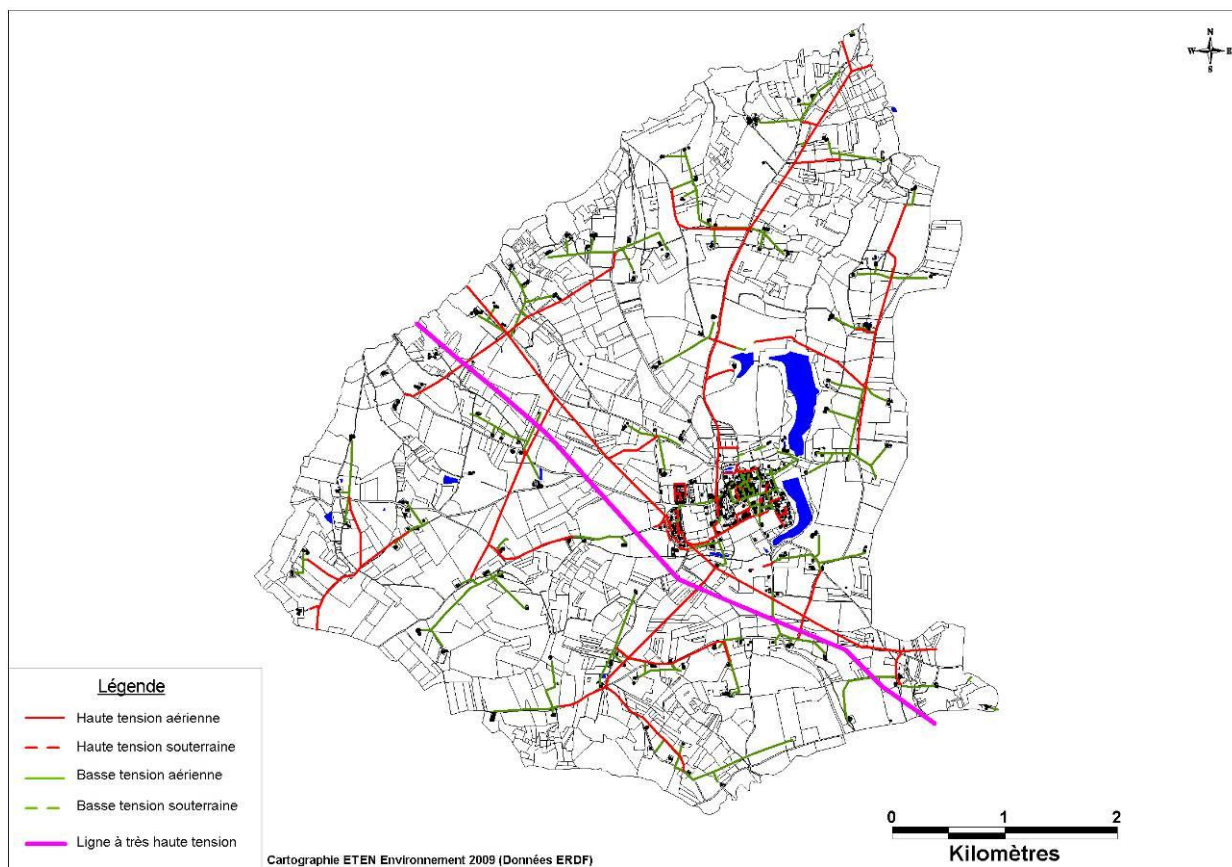 N
W E
S
Légende
Haute tension aérienne
Haute tension souterraine
Basse tension aérienne
Basse tension souterraine
Ligne à très haute tension
0 1 2
Kilomètres
Cartographie ETEN Environnement 2009 (Données ERDF)